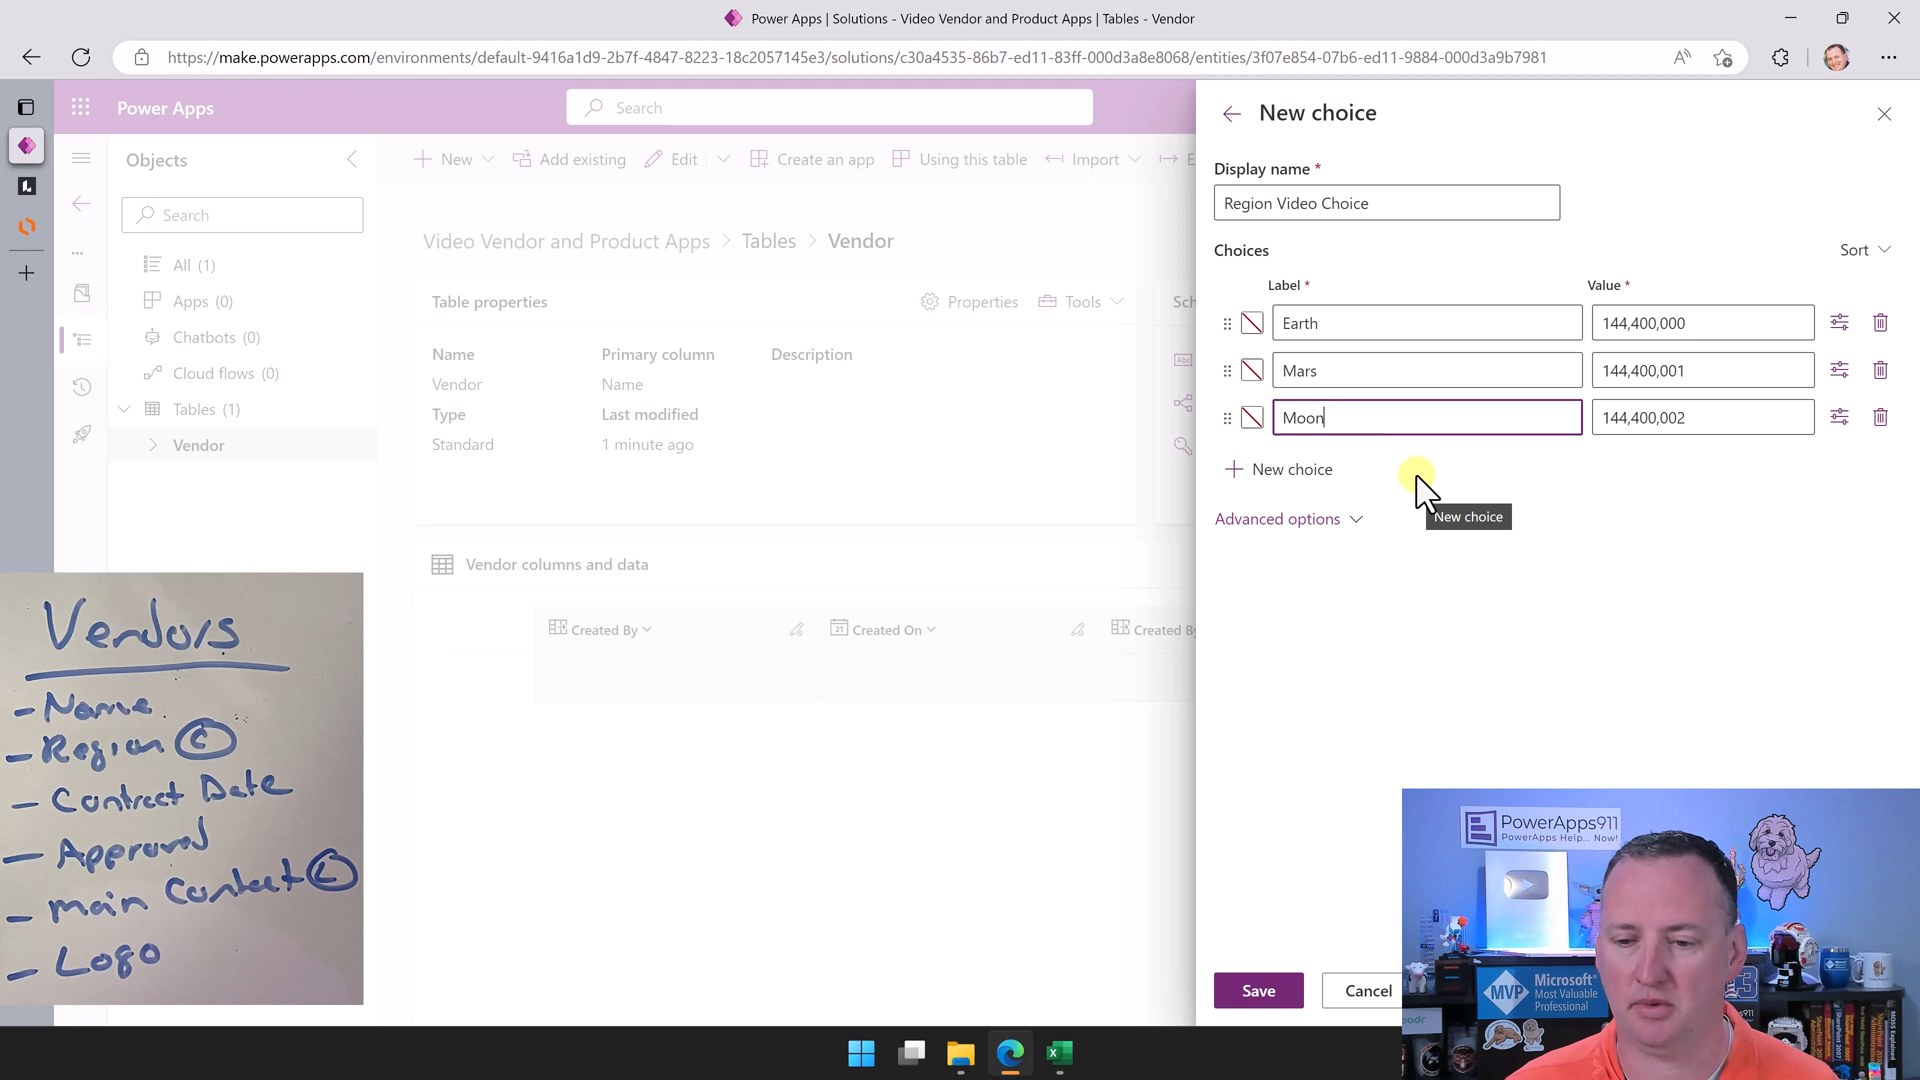 Power Apps | Solutions - Video Vendor and Product Apps | Tables - Vendor
https://make.powerapps.com/environments/default-9416a1d9-2b7f-4847-8223-18c2057145e3/solutions/c30a4535-86b7-ed11-83ff-000d3a8e8068/entities/3f07e854-07b6-ed11-9884-000d3a9b7981
Power Apps
Search
Objects
Search
All (1)
Apps (0)
Chatbots (0)
Cloud flows (0)
Tables (1)
Vendor
New
Add existing
Edit
Create an app
Using this table
Import
E
Video Vendor and Product Apps > Tables > Vendor
Table properties
Properties
Tools
Sch
Name Primary column Description
Vendor Name
Type Last modified
Standard 1 minute ago
Abc
Vendor columns and data
Created By
21 Created On
Created By
New choice
Display name *
Region Video Choice
Choices
Sort
Label * Value *
Earth 144,400,000
Mars 144,400,001
Moon 144,400,002
New choice
New choice
Advanced options
Save
Cancel
Vendors
- Name
- Region C
- Contract Date
- Approved
- Main Contact L
- Logo
PowerApps911
PowerApps Help... Now!
MVP
Microsoft®
Most Valuable
Professional